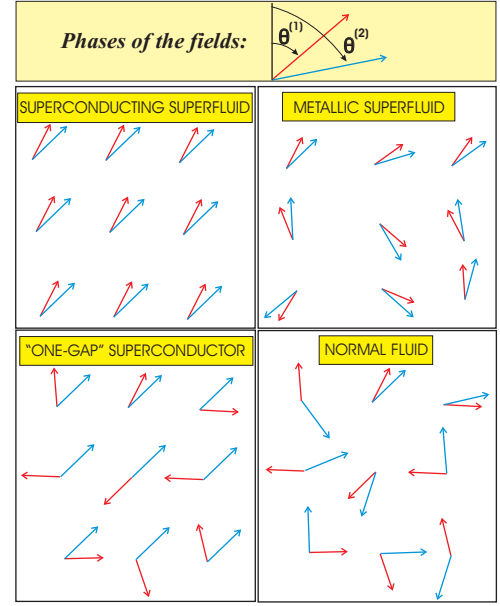 Phases of the fields: θ(1) θ(2)
SUPERCONDUCTING SUPERFLUID
METALLIC SUPERFLUID
"ONE-GAP" SUPERCONDUCTOR
NORMAL FLUID